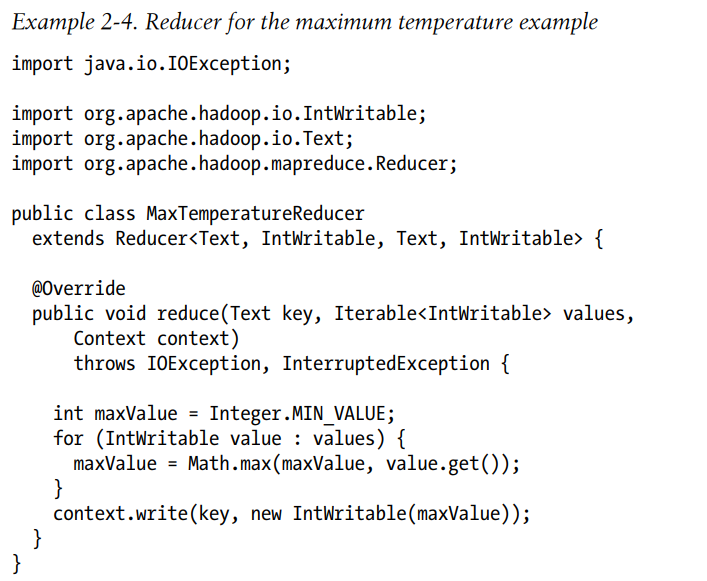 Example 2-4. Reducer for the maximum temperature example
import java.io.IOException;
import org.apache.hadoop.io.IntWritable;
import org.apache.hadoop.io.Text;
import org.apache.hadoop.mapreduce.Reducer;
public class MaxTemperatureReducer
  extends Reducer<Text, IntWritable, Text, IntWritable> {
  @Override
  public void reduce(Text key, Iterable<IntWritable> values,
      Context context)
      throws IOException, InterruptedException {
    int maxValue = Integer.MIN_VALUE;
    for (IntWritable value : values) {
      maxValue = Math.max(maxValue, value.get());
    }
    context.write(key, new IntWritable(maxValue));
  }
}